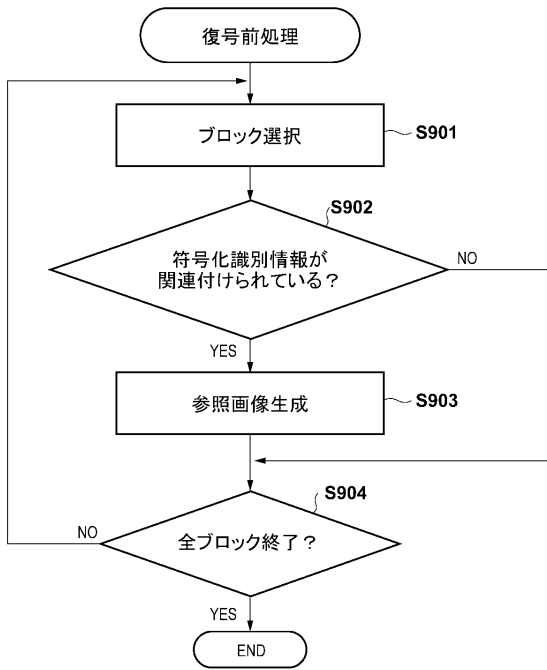 復号前処理
ブロック選択
S901
S902
符号化識別情報が
関連付けられている？
NO
YES
参照画像生成
S903
S904
NO
全ブロック終了？
YES
END